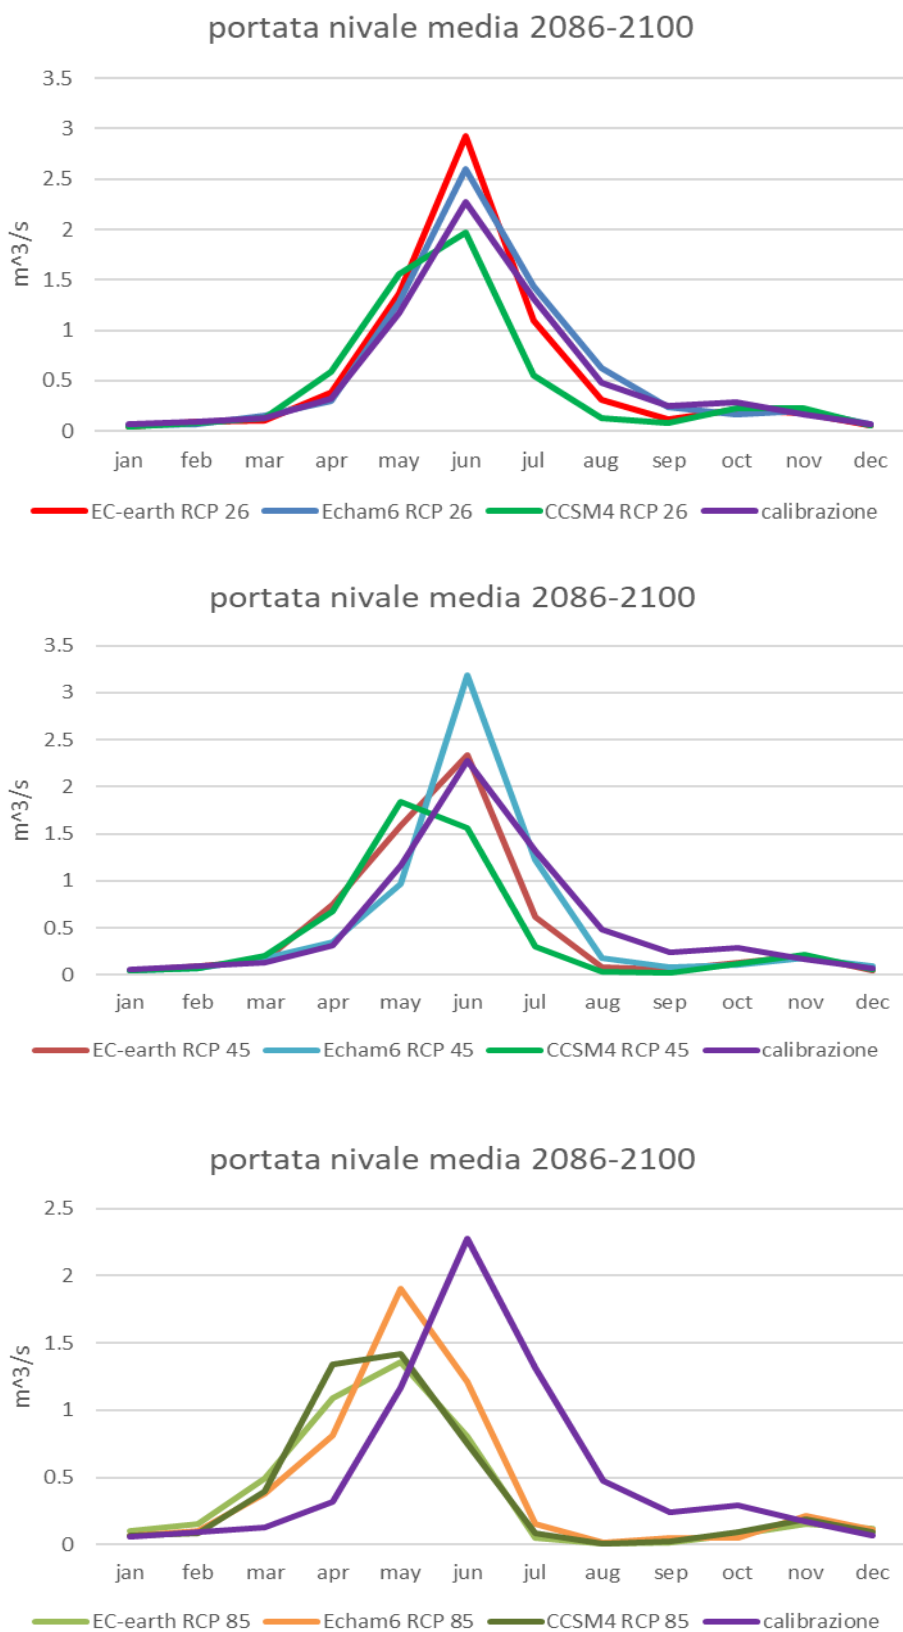 portata nivale media 2086-2100
3.5
3
2.5
2
1.5
1
0.5
0
m^3/s
jan feb mar apr may jun jul aug sep oct nov dec
EC-earth RCP 26 Echam6 RCP 26 CCSM4 RCP 26 calibrazione
portata nivale media 2086-2100
3.5
3
2.5
2
1.5
1
0.5
0
m^3/s
jan feb mar apr may jun jul aug sep oct nov dec
EC-earth RCP 45 Echam6 RCP 45 CCSM4 RCP 45 calibrazione
portata nivale media 2086-2100
2.5
2
1.5
1
0.5
0
m^3/s
jan feb mar apr may jun jul aug sep oct nov dec
EC-earth RCP 85 Echam6 RCP 85 CCSM4 RCP 85 calibrazione